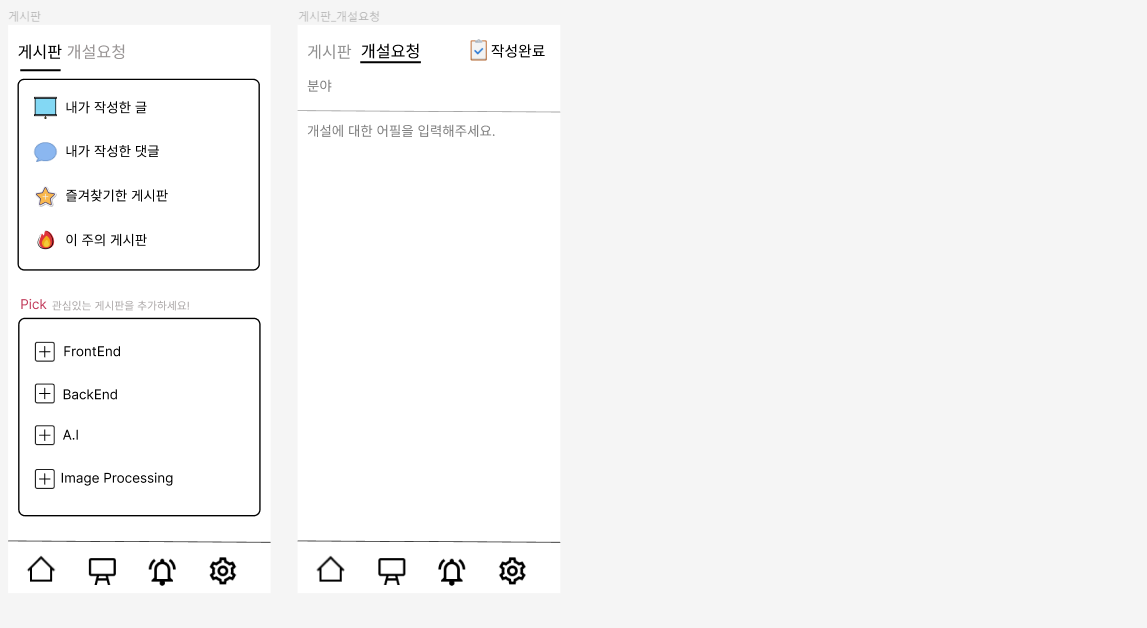 게시판
게시판 개설요청
내가 작성한 글
내가 작성한 댓글
즐겨찾기한 게시판
이 주의 게시판
Pick 관심있는 게시판을 추가하세요!
FrontEnd
BackEnd
A.I
Image Processing
게시판_개설요청
게시판 개설요청 작성완료
분야
개설에 대한 어필을 입력해주세요.